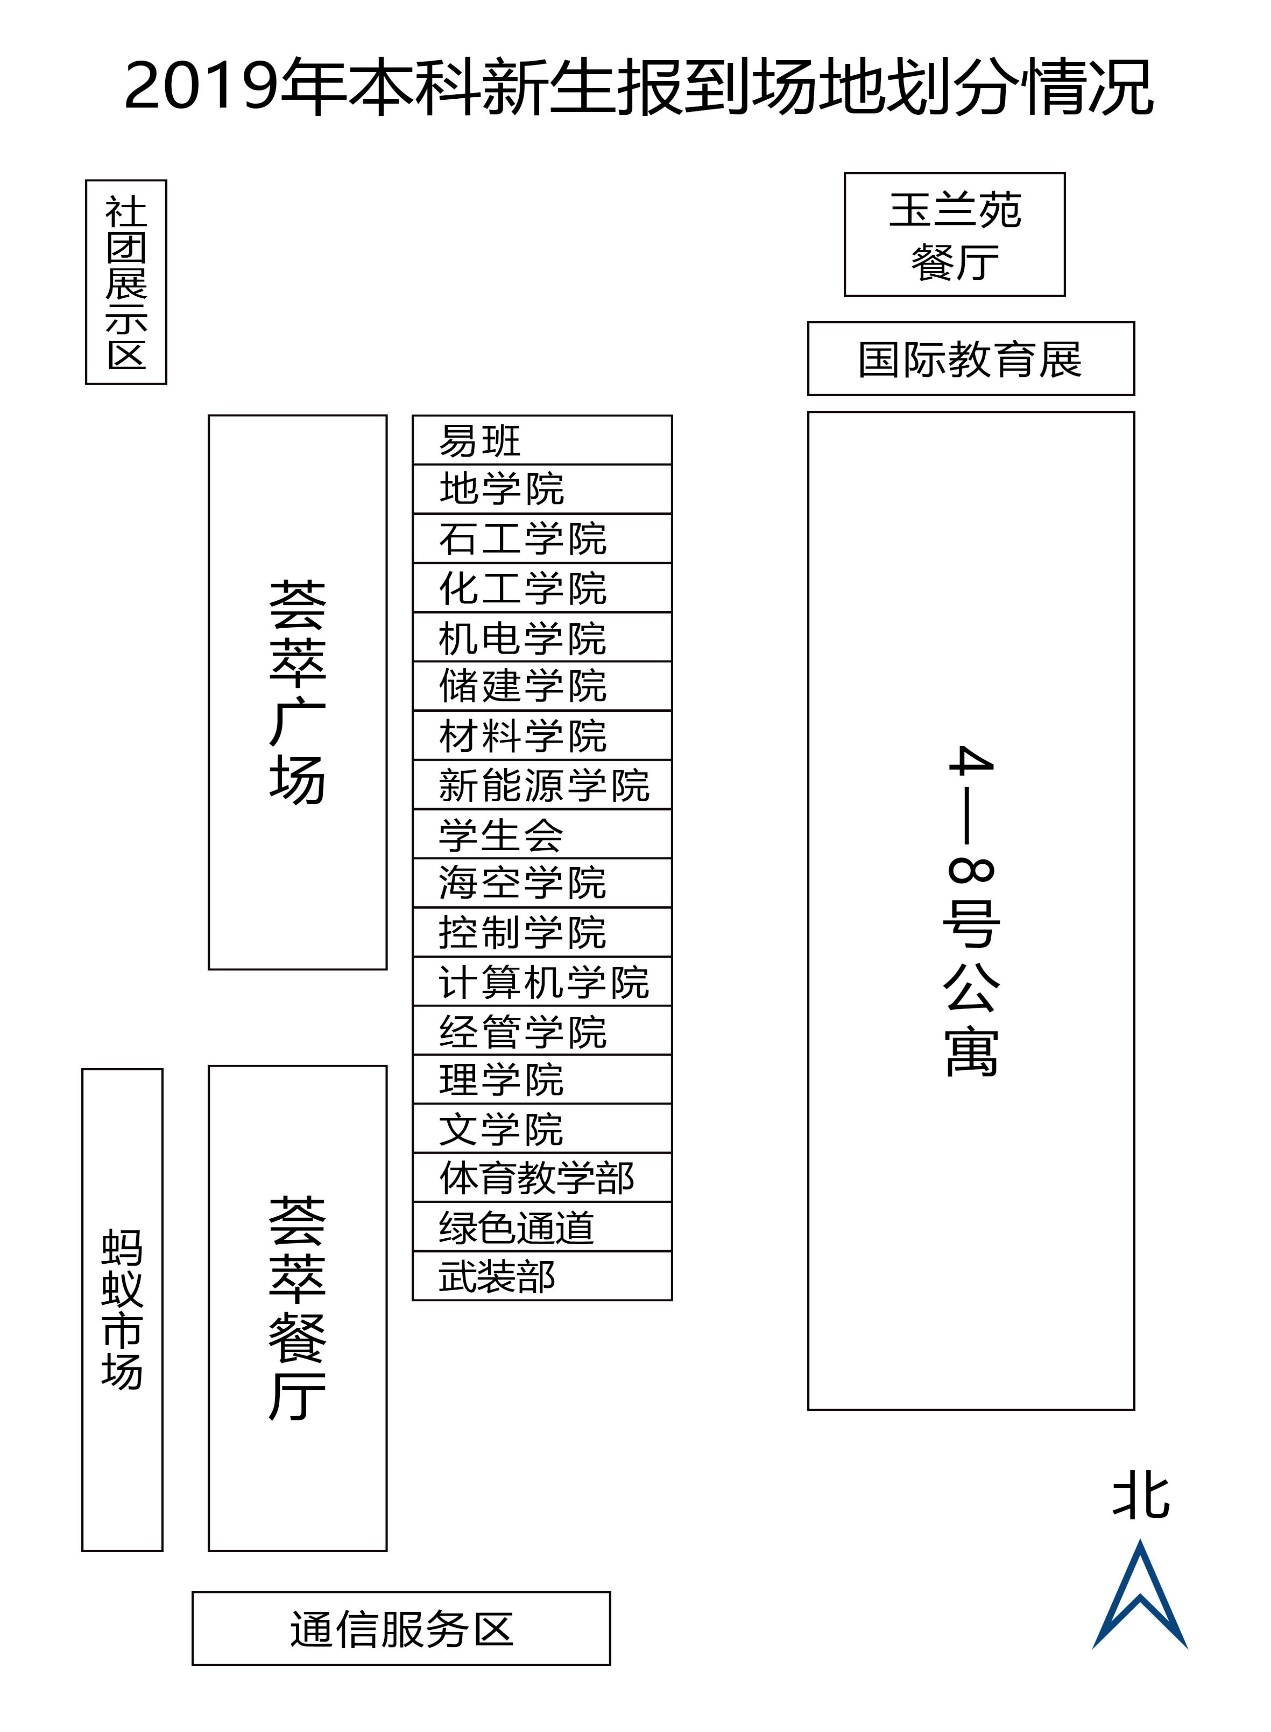 2019年本科新生报到场地划分情况
社团展示区
玉兰苑
餐厅
国际教育展
荟萃广场
易班
地学院
石工学院
化工学院
机电学院
储建学院
材料学院
新能源学院
学生会
海空学院
控制学院
计算机学院
经管学院
理学院
文学院
体育教学部
绿色通道
武装部
4—8号公寓
蚂蚁市场
荟萃餐厅
北
通信服务区